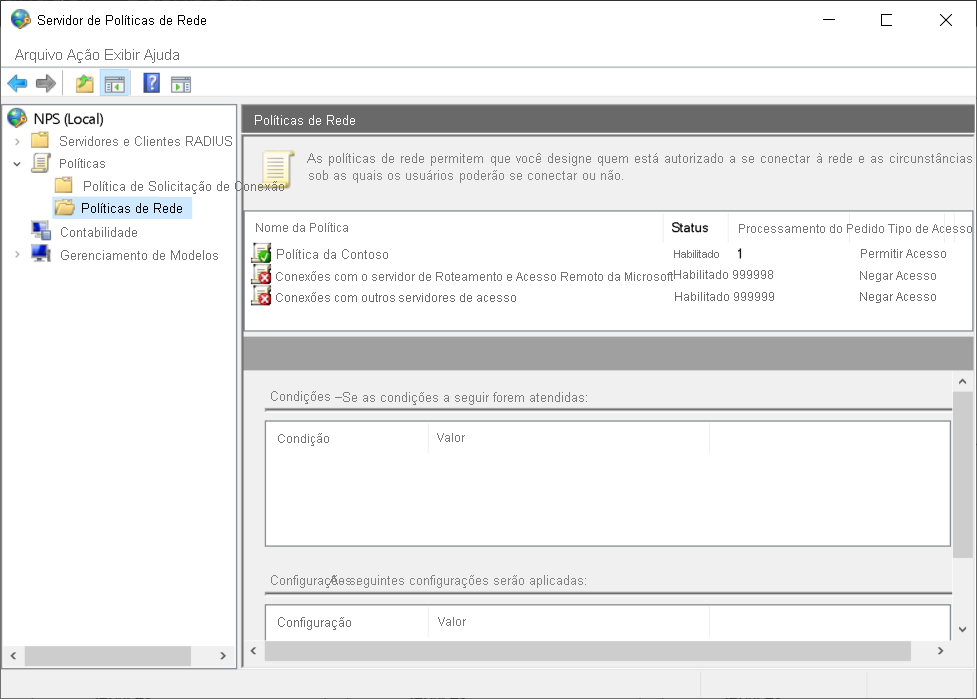 Servidor de Políticas de Rede
Arquivo Ação Exibir Ajuda
NPS (Local)
Servidores e Clientes RADIUS
Políticas
Política de Solicitação de Conexão
Políticas de Rede
Contabilidade
Gerenciamento de Modelos
Políticas de Rede
As políticas de rede permitem que você designe quem está autorizado a se conectar à rede e as circunstâncias
sob as quais os usuários poderão se conectar ou não.
Nome da Política Status Processamento do Pedido Tipo de Acesso
Política da Contoso Habilitado 1 Permitir Acesso
Conexões com o servidor de Roteamento e Acesso Remoto da Microsoft Habilitado 999998 Negar Acesso
Conexões com outros servidores de acesso Habilitado 999999 Negar Acesso
Condições –Se as condições a seguir forem atendidas:
Condição Valor
Configurações As seguintes configurações serão aplicadas:
Configuração Valor